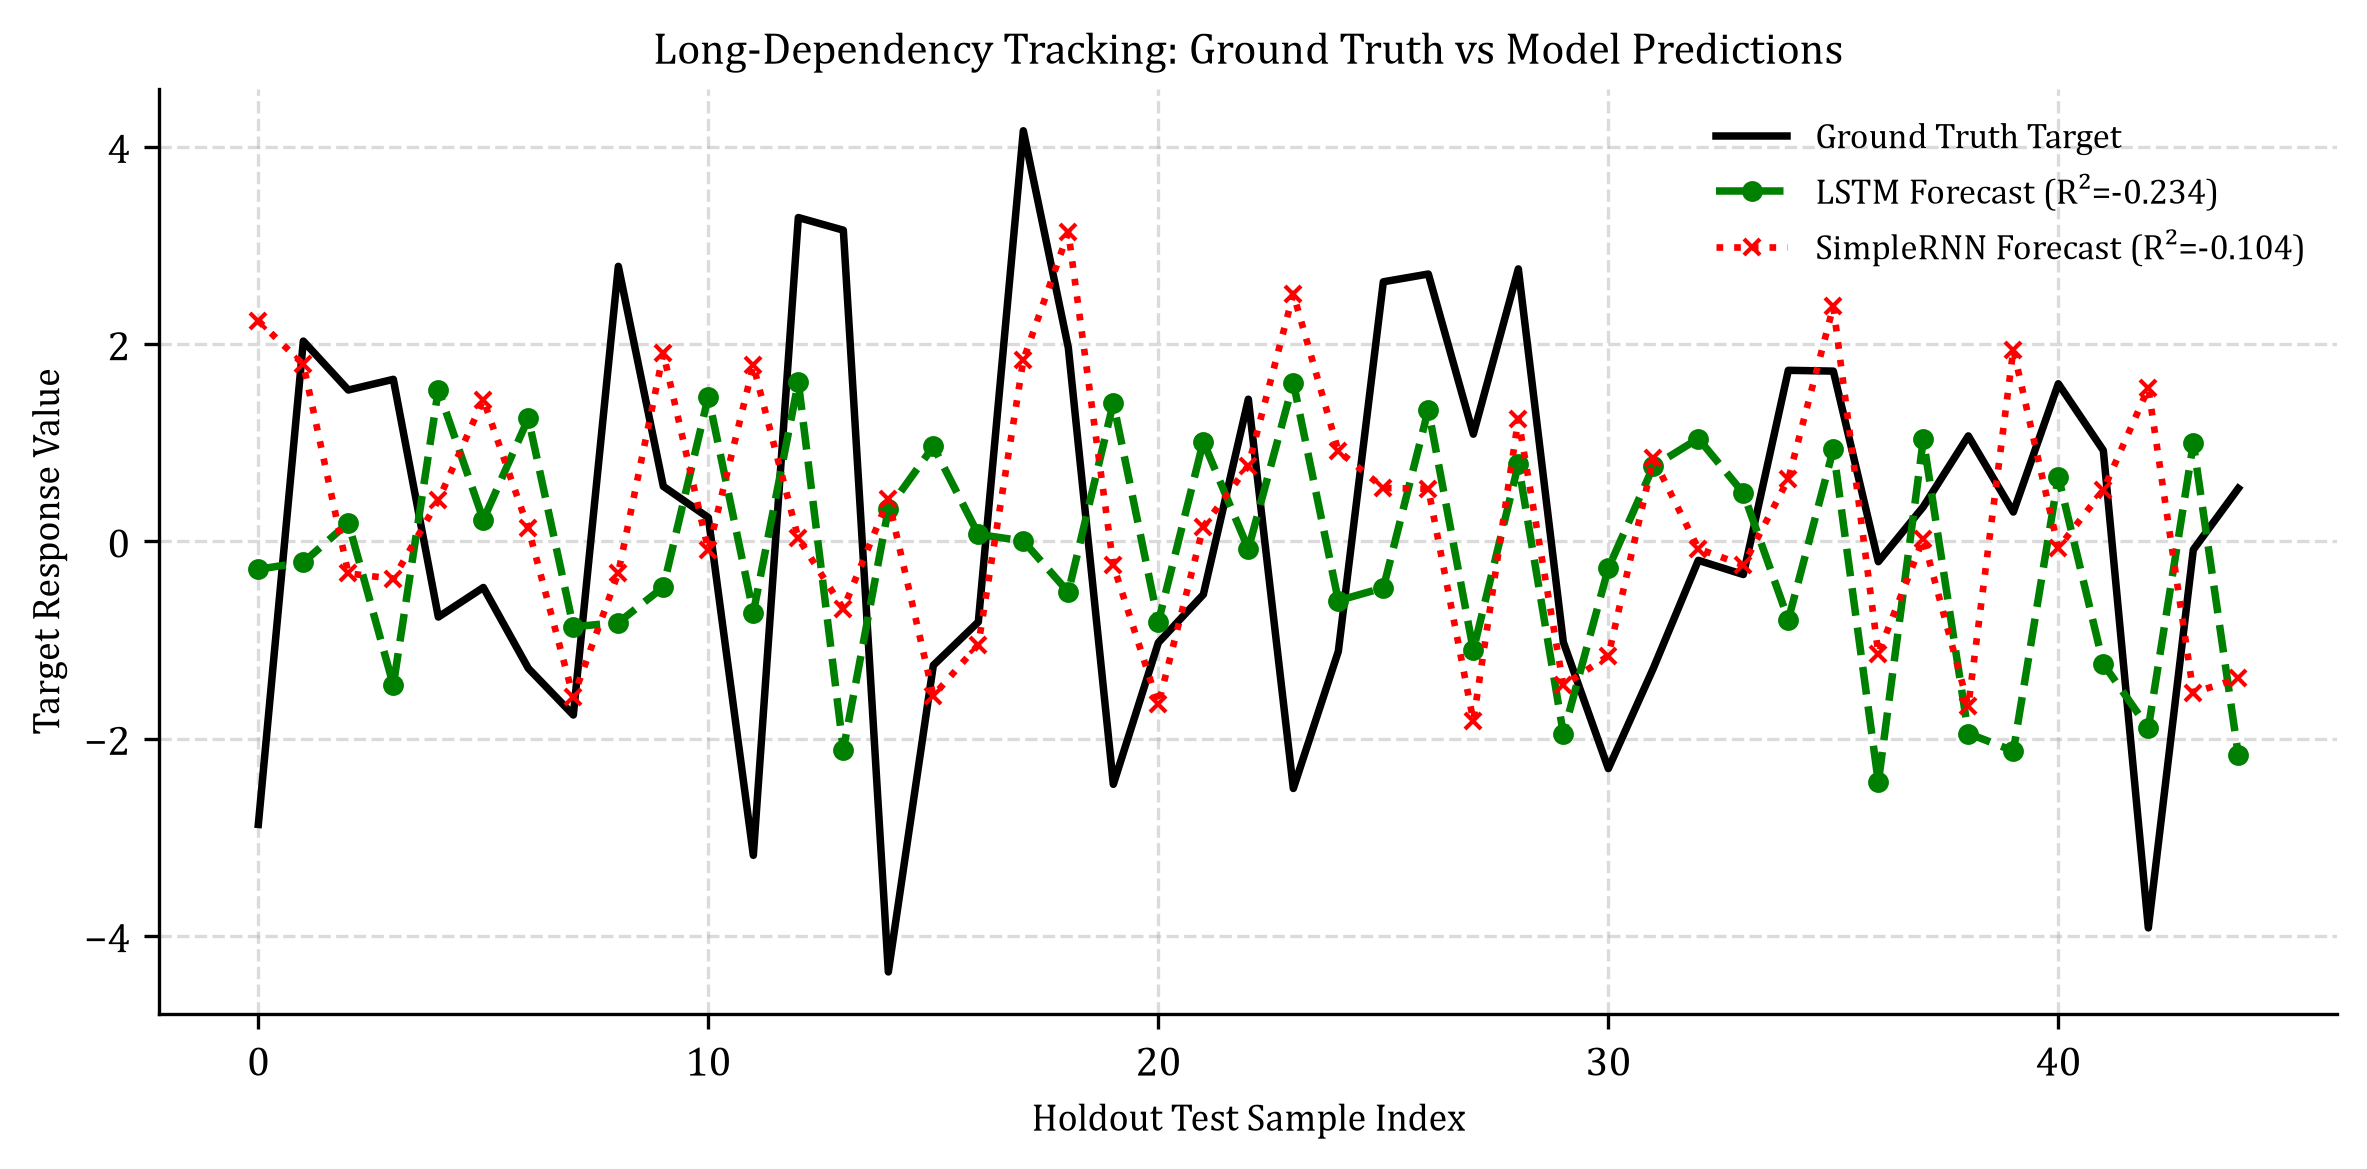 Long-Dependency Tracking: Ground Truth vs Model Predictions
Ground Truth Target
LSTM Forecast (R²=-0.234)
SimpleRNN Forecast (R²=-0.104)
Target Response Value
4
2
0
−2
−4
0 10 20 30 40
Holdout Test Sample Index